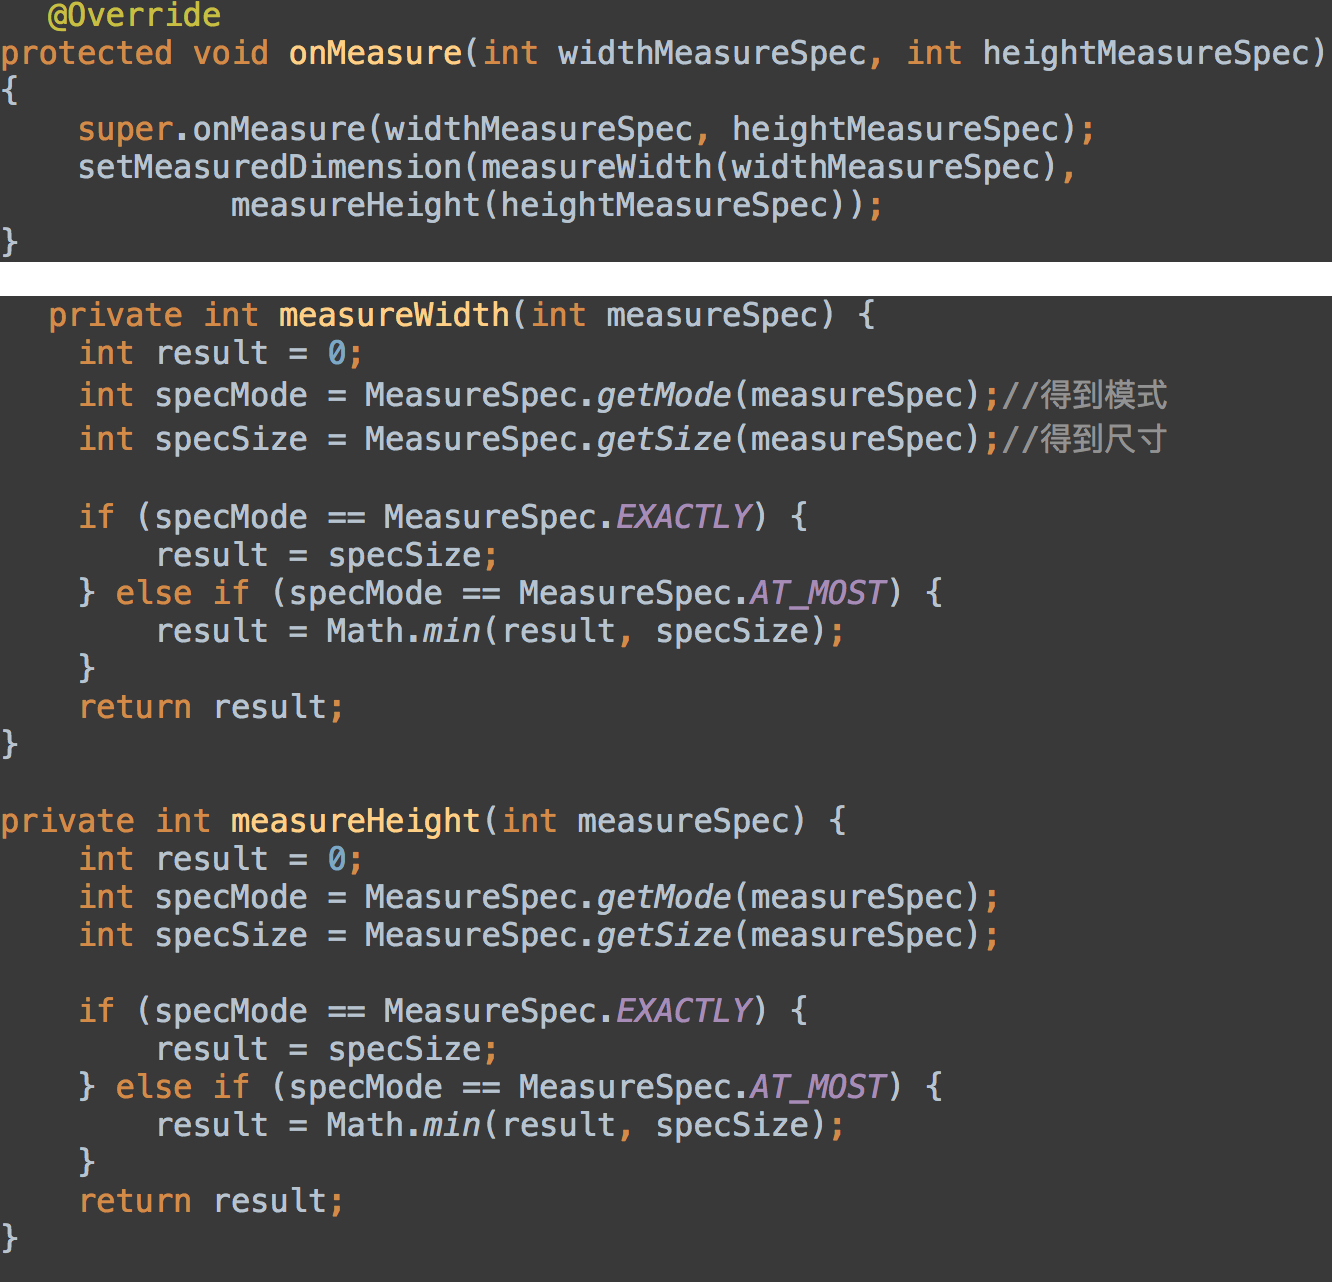 @Override
protected void onMeasure(int widthMeasureSpec, int heightMeasureSpec)
{
super.onMeasure(widthMeasureSpec, heightMeasureSpec);
setMeasuredDimension(measureWidth(widthMeasureSpec),
measureHeight(heightMeasureSpec));
}
private int measureWidth(int measureSpec) {
int result = 0;
int specMode = MeasureSpec.getMode(measureSpec);//得到模式
int specSize = MeasureSpec.getSize(measureSpec);//得到尺寸
if (specMode == MeasureSpec.EXACTLY) {
result = specSize;
} else if (specMode == MeasureSpec.AT_MOST) {
result = Math.min(result, specSize);
}
return result;
}
private int measureHeight(int measureSpec) {
int result = 0;
int specMode = MeasureSpec.getMode(measureSpec);
int specSize = MeasureSpec.getSize(measureSpec);
if (specMode == MeasureSpec.EXACTLY) {
result = specSize;
} else if (specMode == MeasureSpec.AT_MOST) {
result = Math.min(result, specSize);
}
return result;
}